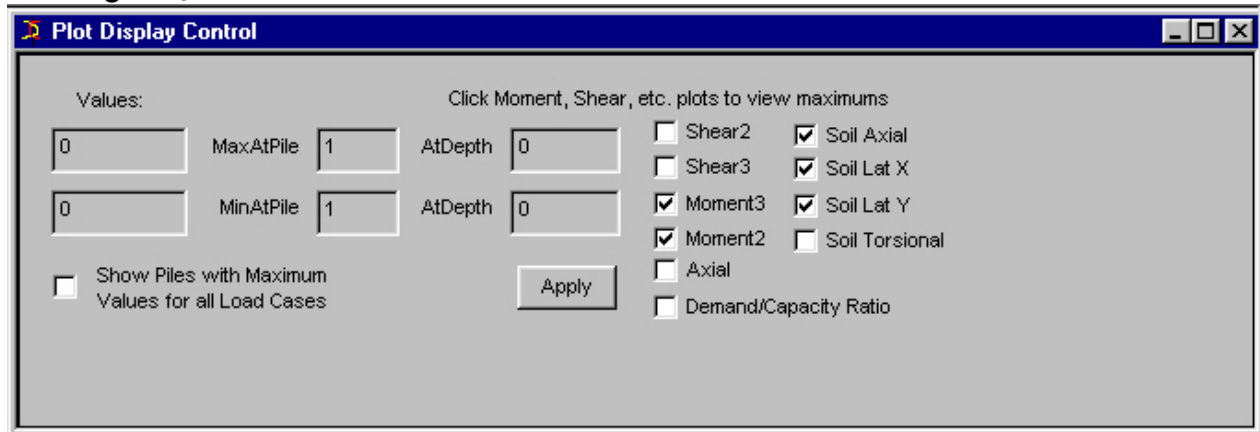 Plot Display Control
Values:
Click Moment, Shear, etc. plots to view maximums
0 MaxAtPile 1 AtDepth 0
Shear2 Soil Axial
Shear3 Soil Lat X
0 MinAtPile 1 AtDepth 0
Moment3 Soil Lat Y
Moment2 Soil Torsional
Show Piles with Maximum
Values for all Load Cases
Apply
Axial
Demand/Capacity Ratio